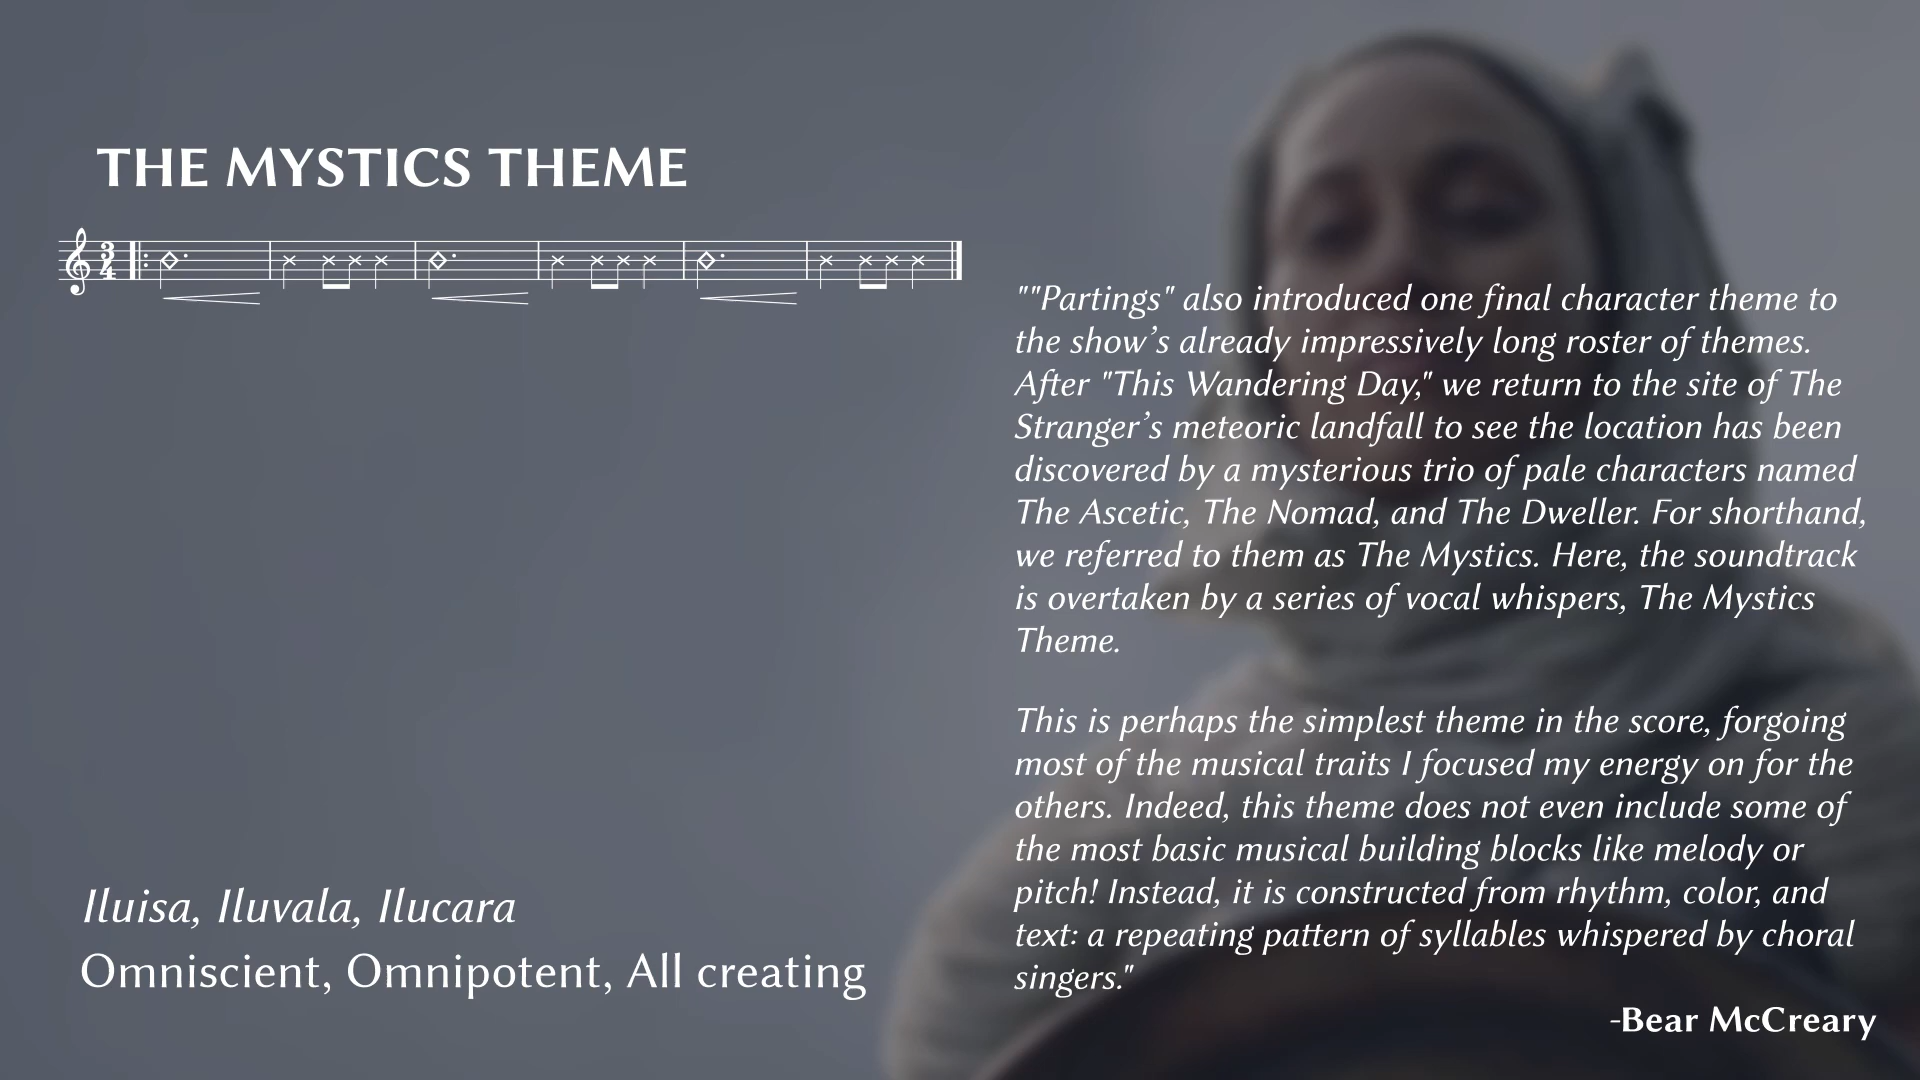 THE MYSTICS THEME
3
4
""Partings" also introduced one final character theme to
the show’s already impressively long roster of themes.
After "This Wandering Day," we return to the site of The
Stranger’s meteoric landfall to see the location has been
discovered by a mysterious trio of pale characters named
The Ascetic, The Nomad, and The Dweller. For shorthand,
we referred to them as The Mystics. Here, the soundtrack
is overtaken by a series of vocal whispers, The Mystics
Theme.
This is perhaps the simplest theme in the score, forgoing
most of the musical traits I focused my energy on for the
others. Indeed, this theme does not even include some of
the most basic musical building blocks like melody or
pitch! Instead, it is constructed from rhythm, color, and
text: a repeating pattern of syllables whispered by choral
singers."
-Bear McCreary
Iluisa, Iluvala, Ilucara
Omniscient, Omnipotent, All creating